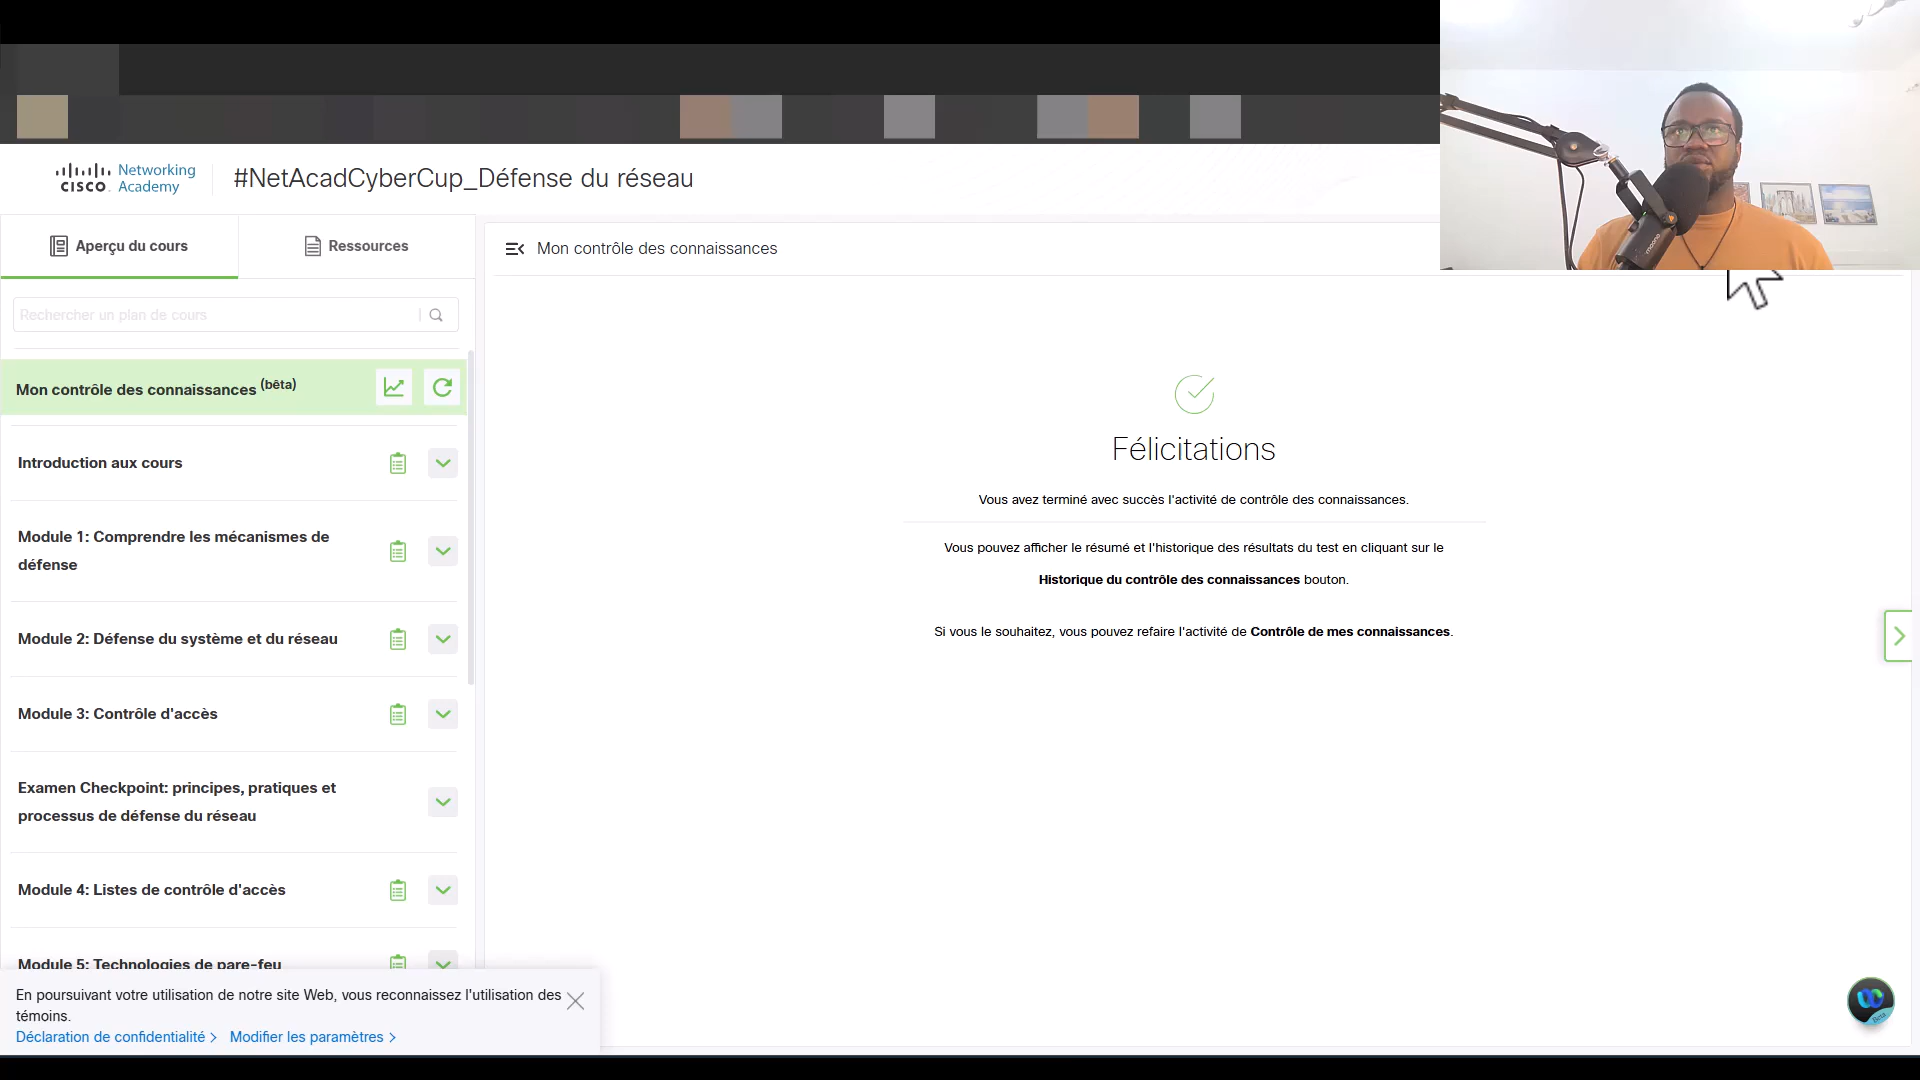 Networking
Academy
CISCO
#NetAcadCyberCup_Défense du réseau
Aperçu du cours
Ressources
Mon contrôle des connaissances
Rechercher un plan de cours
Mon contrôle des connaissances (bêta)
Introduction aux cours
Module 1: Comprendre les mécanismes de
défense
Module 2: Défense du système et du réseau
Module 3: Contrôle d'accès
Examen Checkpoint: principes, pratiques et
processus de défense du réseau
Module 4: Listes de contrôle d'accès
Module 5: Technologies de pare-feu
Félicitations
Vous avez terminé avec succès l'activité de contrôle des connaissances.
Vous pouvez afficher le résumé et l'historique des résultats du test en cliquant sur le
Historique du contrôle des connaissances bouton.
Si vous le souhaitez, vous pouvez refaire l'activité de Contrôle de mes connaissances.
En poursuivant votre utilisation de notre site Web, vous reconnaissez l'utilisation des
témoins.
Déclaration de confidentialité >
Modifier les paramètres >
Beta